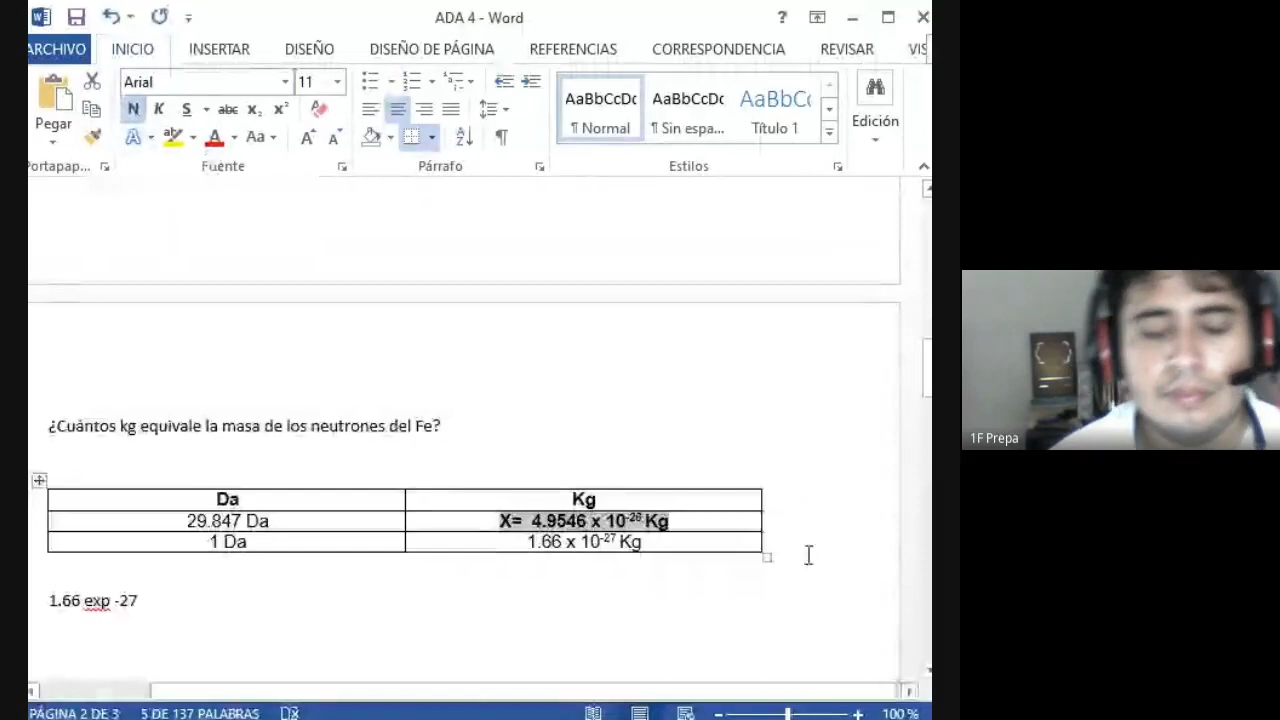 ADA 4 - Word
?
ARCHIVO INICIO INSERTAR DISEÑO DISEÑO DE PÁGINA REFERENCIAS CORRESPONDENCIA REVISAR VIS
Arial 11
AaBbCcDc AaBbCcDc AaBbCc
N K S abc x₂ x²
¶ Normal ¶ Sin espa... Título 1
Pegar
Edición
A A Aa A A
Portapap... Fuente Párrafo Estilos
¿Cuántos kg equivale la masa de los neutrones del Fe?
Da Kg
29.847 Da X= 4.9546 x 10⁻²⁶ Kg
1 Da 1.66 x 10⁻²⁷ Kg
1.66 exp -27
PÁGINA 2 DE 3 5 DE 137 PALABRAS 100 %
1F Prepa